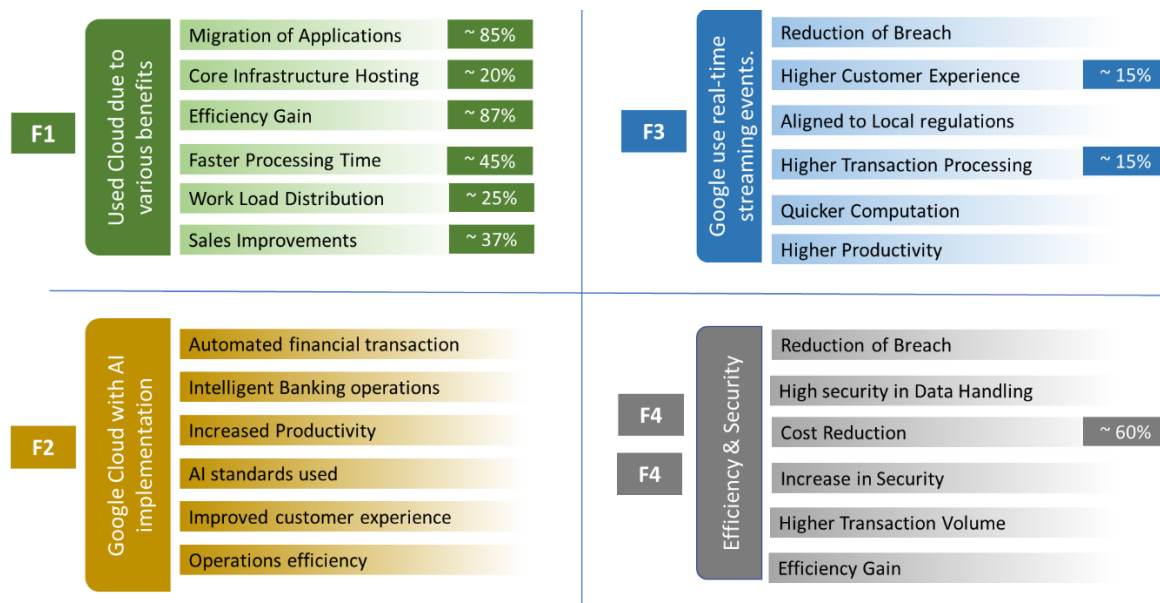 F1
Used Cloud due to
various benefits
Migration of Applications ~ 85%
Core Infrastructure Hosting ~ 20%
Efficiency Gain ~ 87%
Faster Processing Time ~ 45%
Work Load Distribution ~ 25%
Sales Improvements ~ 37%
F3
Google use real-time
streaming events.
Reduction of Breach
Higher Customer Experience ~ 15%
Aligned to Local regulations
Higher Transaction Processing ~ 15%
Quicker Computation
Higher Productivity
F2
Google Cloud with AI
implementation
Automated financial transaction
Intelligent Banking operations
Increased Productivity
AI standards used
Improved customer experience
Operations efficiency
F4
F4
Efficiency & Security
Reduction of Breach
High security in Data Handling
Cost Reduction ~ 60%
Increase in Security
Higher Transaction Volume
Efficiency Gain